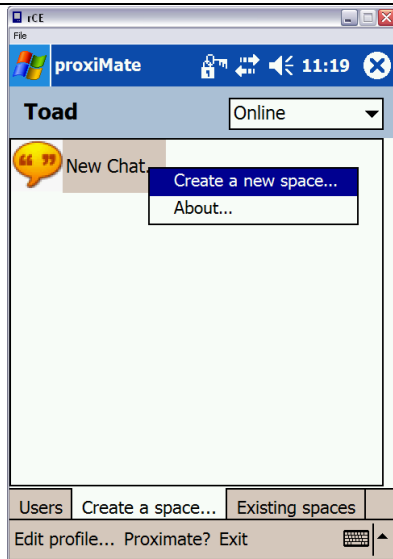 rCE
File
proxiMate 11:19
Toad Online
New Chat...
Create a new space...
About...
Users Create a space... Existing spaces
Edit profile... Proximate? Exit